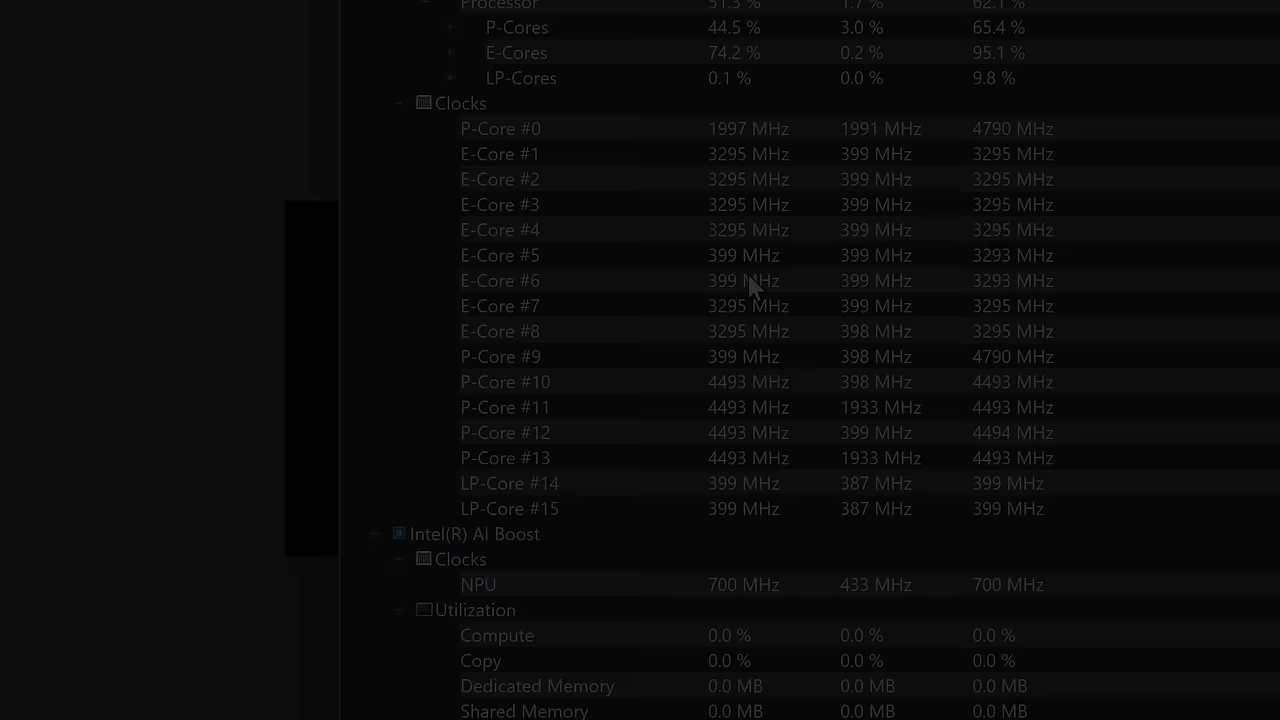 Processor 51.3 % 1.7 % 62.1 %
P-Cores 44.5 % 3.0 % 65.4 %
E-Cores 74.2 % 0.2 % 95.1 %
LP-Cores 0.1 % 0.0 % 9.8 %
Clocks
P-Core #0 1997 MHz 1991 MHz 4790 MHz
E-Core #1 3295 MHz 399 MHz 3295 MHz
E-Core #2 3295 MHz 399 MHz 3295 MHz
E-Core #3 3295 MHz 399 MHz 3295 MHz
E-Core #4 3295 MHz 399 MHz 3295 MHz
E-Core #5 399 MHz 399 MHz 3293 MHz
E-Core #6 399 MHz 399 MHz 3293 MHz
E-Core #7 3295 MHz 399 MHz 3295 MHz
E-Core #8 3295 MHz 398 MHz 3295 MHz
P-Core #9 399 MHz 398 MHz 4790 MHz
P-Core #10 4493 MHz 398 MHz 4493 MHz
P-Core #11 4493 MHz 1933 MHz 4493 MHz
P-Core #12 4493 MHz 399 MHz 4494 MHz
P-Core #13 4493 MHz 1933 MHz 4493 MHz
LP-Core #14 399 MHz 387 MHz 399 MHz
LP-Core #15 399 MHz 387 MHz 399 MHz
Intel(R) AI Boost
Clocks
NPU 700 MHz 433 MHz 700 MHz
Utilization
Compute 0.0 % 0.0 % 0.0 %
Copy 0.0 % 0.0 % 0.0 %
Dedicated Memory 0.0 MB 0.0 MB 0.0 MB
Shared Memory 0.0 MB 0.0 MB 0.0 MB